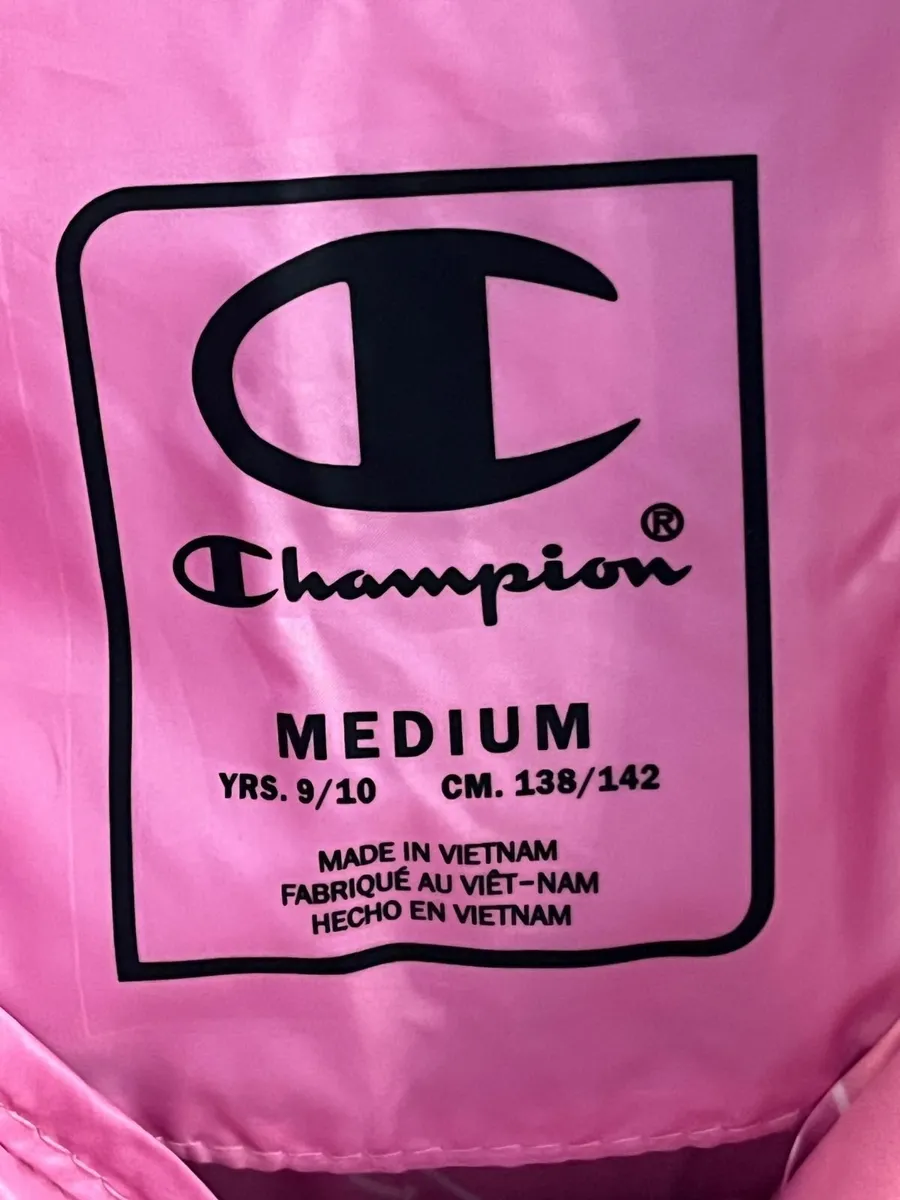 Champion®
MEDIUM
YRS. 9/10 CM. 138/142
MADE IN VIETNAM
FABRIQUÉ AU VIÊT-NAM
HECHO EN VIETNAM